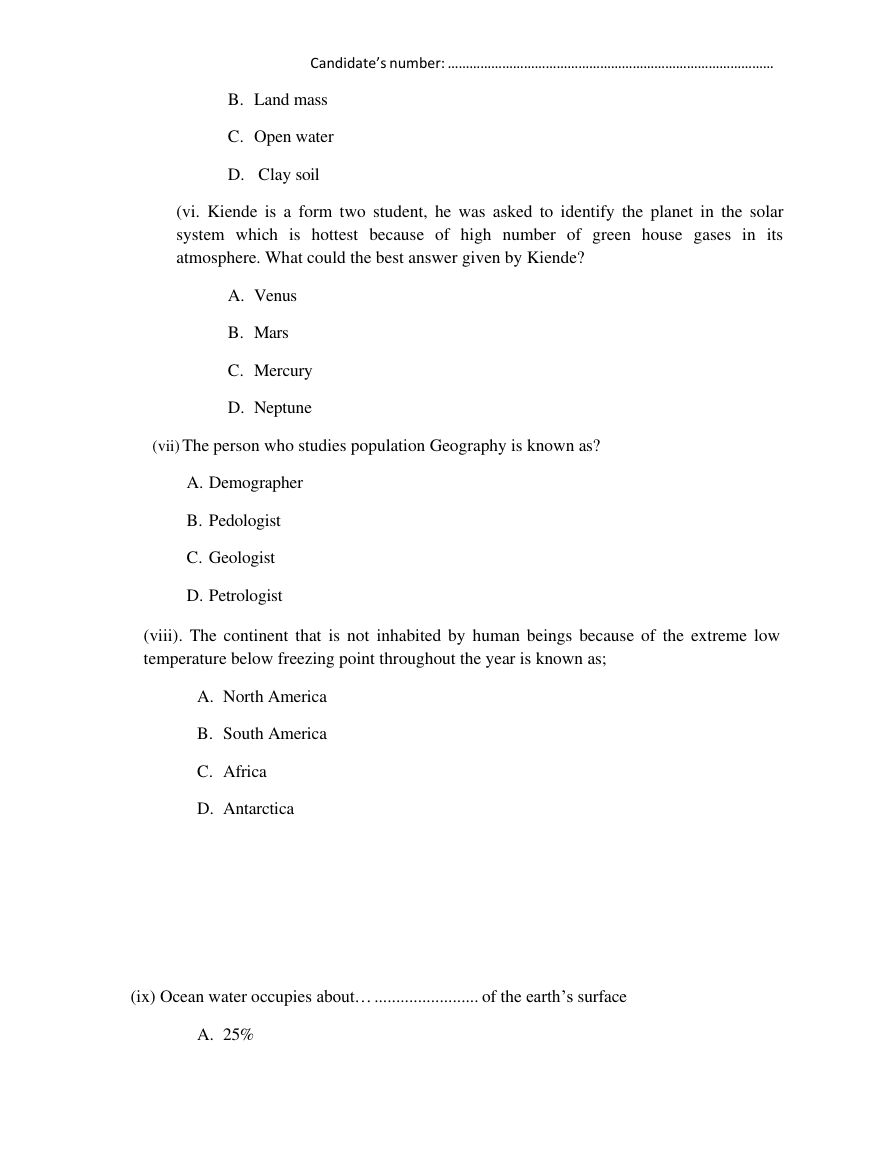 Candidate's number: ……………………………………………………………………………
B. Land mass
C. Open water
D. Clay soil
(vi. Kiende is a form two student, he was asked to identify the planet in the solar
system which is hottest because of high number of green house gases in its
atmosphere. What could the best answer given by Kiende?
A. Venus
B. Mars
C. Mercury
D. Neptune
(vii) The person who studies population Geography is known as?
A. Demographer
B. Pedologist
C. Geologist
D. Petrologist
(viii). The continent that is not inhabited by human beings because of the extreme low
temperature below freezing point throughout the year is known as;
A. North America
B. South America
C. Africa
D. Antarctica
(ix) Ocean water occupies about… ........................ of the earth's surface
A. 25%